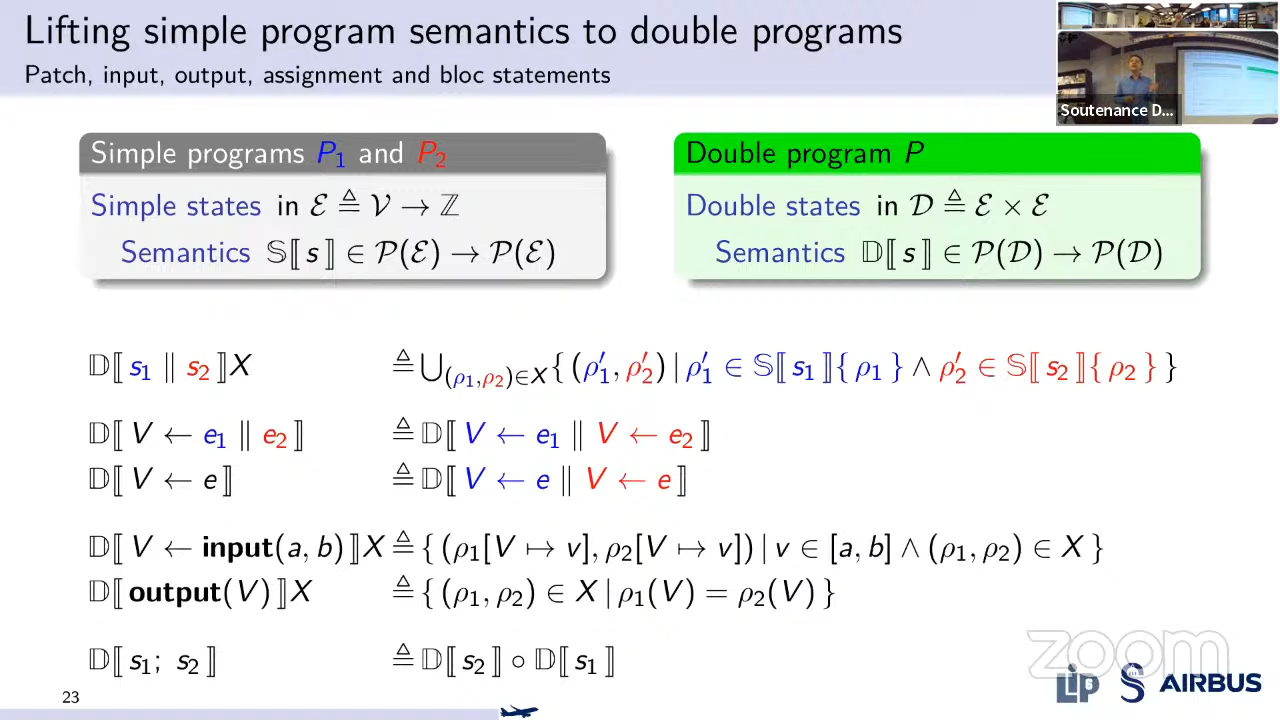 Lifting simple program semantics to double programs
Patch, input, output, assignment and bloc statements
Soutenance D...
Simple programs P₁ and P₂
Simple states in ℰ ≜ 𝒱 → ℤ
Semantics 𝕊⟦ s ⟧ ∈ 𝒫(ℰ) → 𝒫(ℰ)
Double program P
Double states in 𝒟 ≜ ℰ × ℰ
Semantics 𝔻⟦ s ⟧ ∈ 𝒫(𝒟) → 𝒫(𝒟)
𝔻⟦ s₁ ∥ s₂ ⟧X ≜ ⋃(ρ₁,ρ₂)∈X{ (ρ′₁, ρ′₂) | ρ′₁ ∈ 𝕊⟦ s₁ ⟧{ ρ₁ } ∧ ρ′₂ ∈ 𝕊⟦ s₂ ⟧{ ρ₂ } }
𝔻⟦ V ← e₁ ∥ e₂ ⟧ ≜ 𝔻⟦ V ← e₁ ∥ V ← e₂ ⟧
𝔻⟦ V ← e ⟧ ≜ 𝔻⟦ V ← e ∥ V ← e ⟧
𝔻⟦ V ← input(a, b) ⟧X ≜ { (ρ₁[V ↦ v], ρ₂[V ↦ v]) | v ∈ [a, b] ∧ (ρ₁, ρ₂) ∈ X }
𝔻⟦ output(V) ⟧X ≜ { (ρ₁, ρ₂) ∈ X | ρ₁(V) = ρ₂(V) }
𝔻⟦ s₁; s₂ ⟧ ≜ 𝔻⟦ s₂ ⟧ ∘ 𝔻⟦ s₁ ⟧
zoom
LIP6 AIRBUS
23